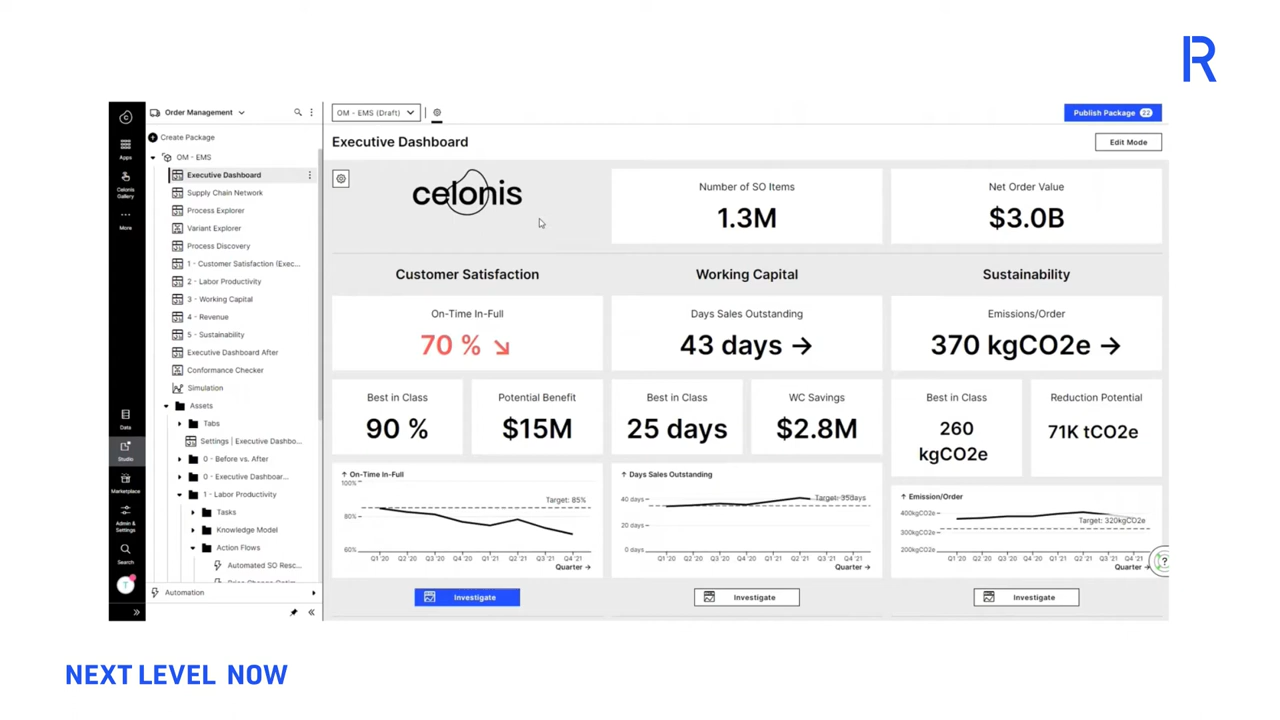 R
Order Management
OM - EMS (Draft)
Publish Package 22
Create Package
Executive Dashboard
Edit Mode
OM - EMS
Executive Dashboard
Supply Chain Network
Process Explorer
Variant Explorer
Process Discovery
1 - Customer Satisfaction (Exec...
2 - Labor Productivity
3 - Working Capital
4 - Revenue
5 - Sustainability
Executive Dashboard After
Conformance Checker
Simulation
Assets
Tabs
Settings | Executive Dashbo...
0 - Before vs. After
0 - Executive Dashboar...
1 - Labor Productivity
Tasks
Knowledge Model
Action Flows
Automated SO Resc...
Automation
Apps
Celonis
Gallery
More
Data
Studio
Marketplace
Admin &
Settings
Search
T
celonis
Number of SO Items
1.3M
Net Order Value
$3.0B
Customer Satisfaction
On-Time In-Full
70 % ↘
Best in Class
90 %
Potential Benefit
$15M
↑ On-Time In-Full
100%
80%
60%
Target: 85%
Q1 '20 Q2 '20 Q3 '20 Q4 '20 Q1 '21 Q2 '21 Q3 '21 Q4 '21
Quarter →
Investigate
Working Capital
Days Sales Outstanding
43 days →
Best in Class
25 days
WC Savings
$2.8M
↑ Days Sales Outstanding
40 days
20 days
0 days
Target: 35days
Q1 '20 Q2 '20 Q3 '20 Q4 '20 Q1 '21 Q2 '21 Q3 '21 Q4 '21
Quarter →
Investigate
Sustainability
Emissions/Order
370 kgCO2e →
Best in Class
260
kgCO2e
Reduction Potential
71K tCO2e
↑ Emission/Order
400kgCO2e
300kgCO2e
200kgCO2e
Target: 320kgCO2e
Q1 '20 Q2 '20 Q3 '20 Q4 '20 Q1 '21 Q2 '21 Q3 '21 Q4 '21
Quarter →
Investigate
?
NEXT LEVEL NOW